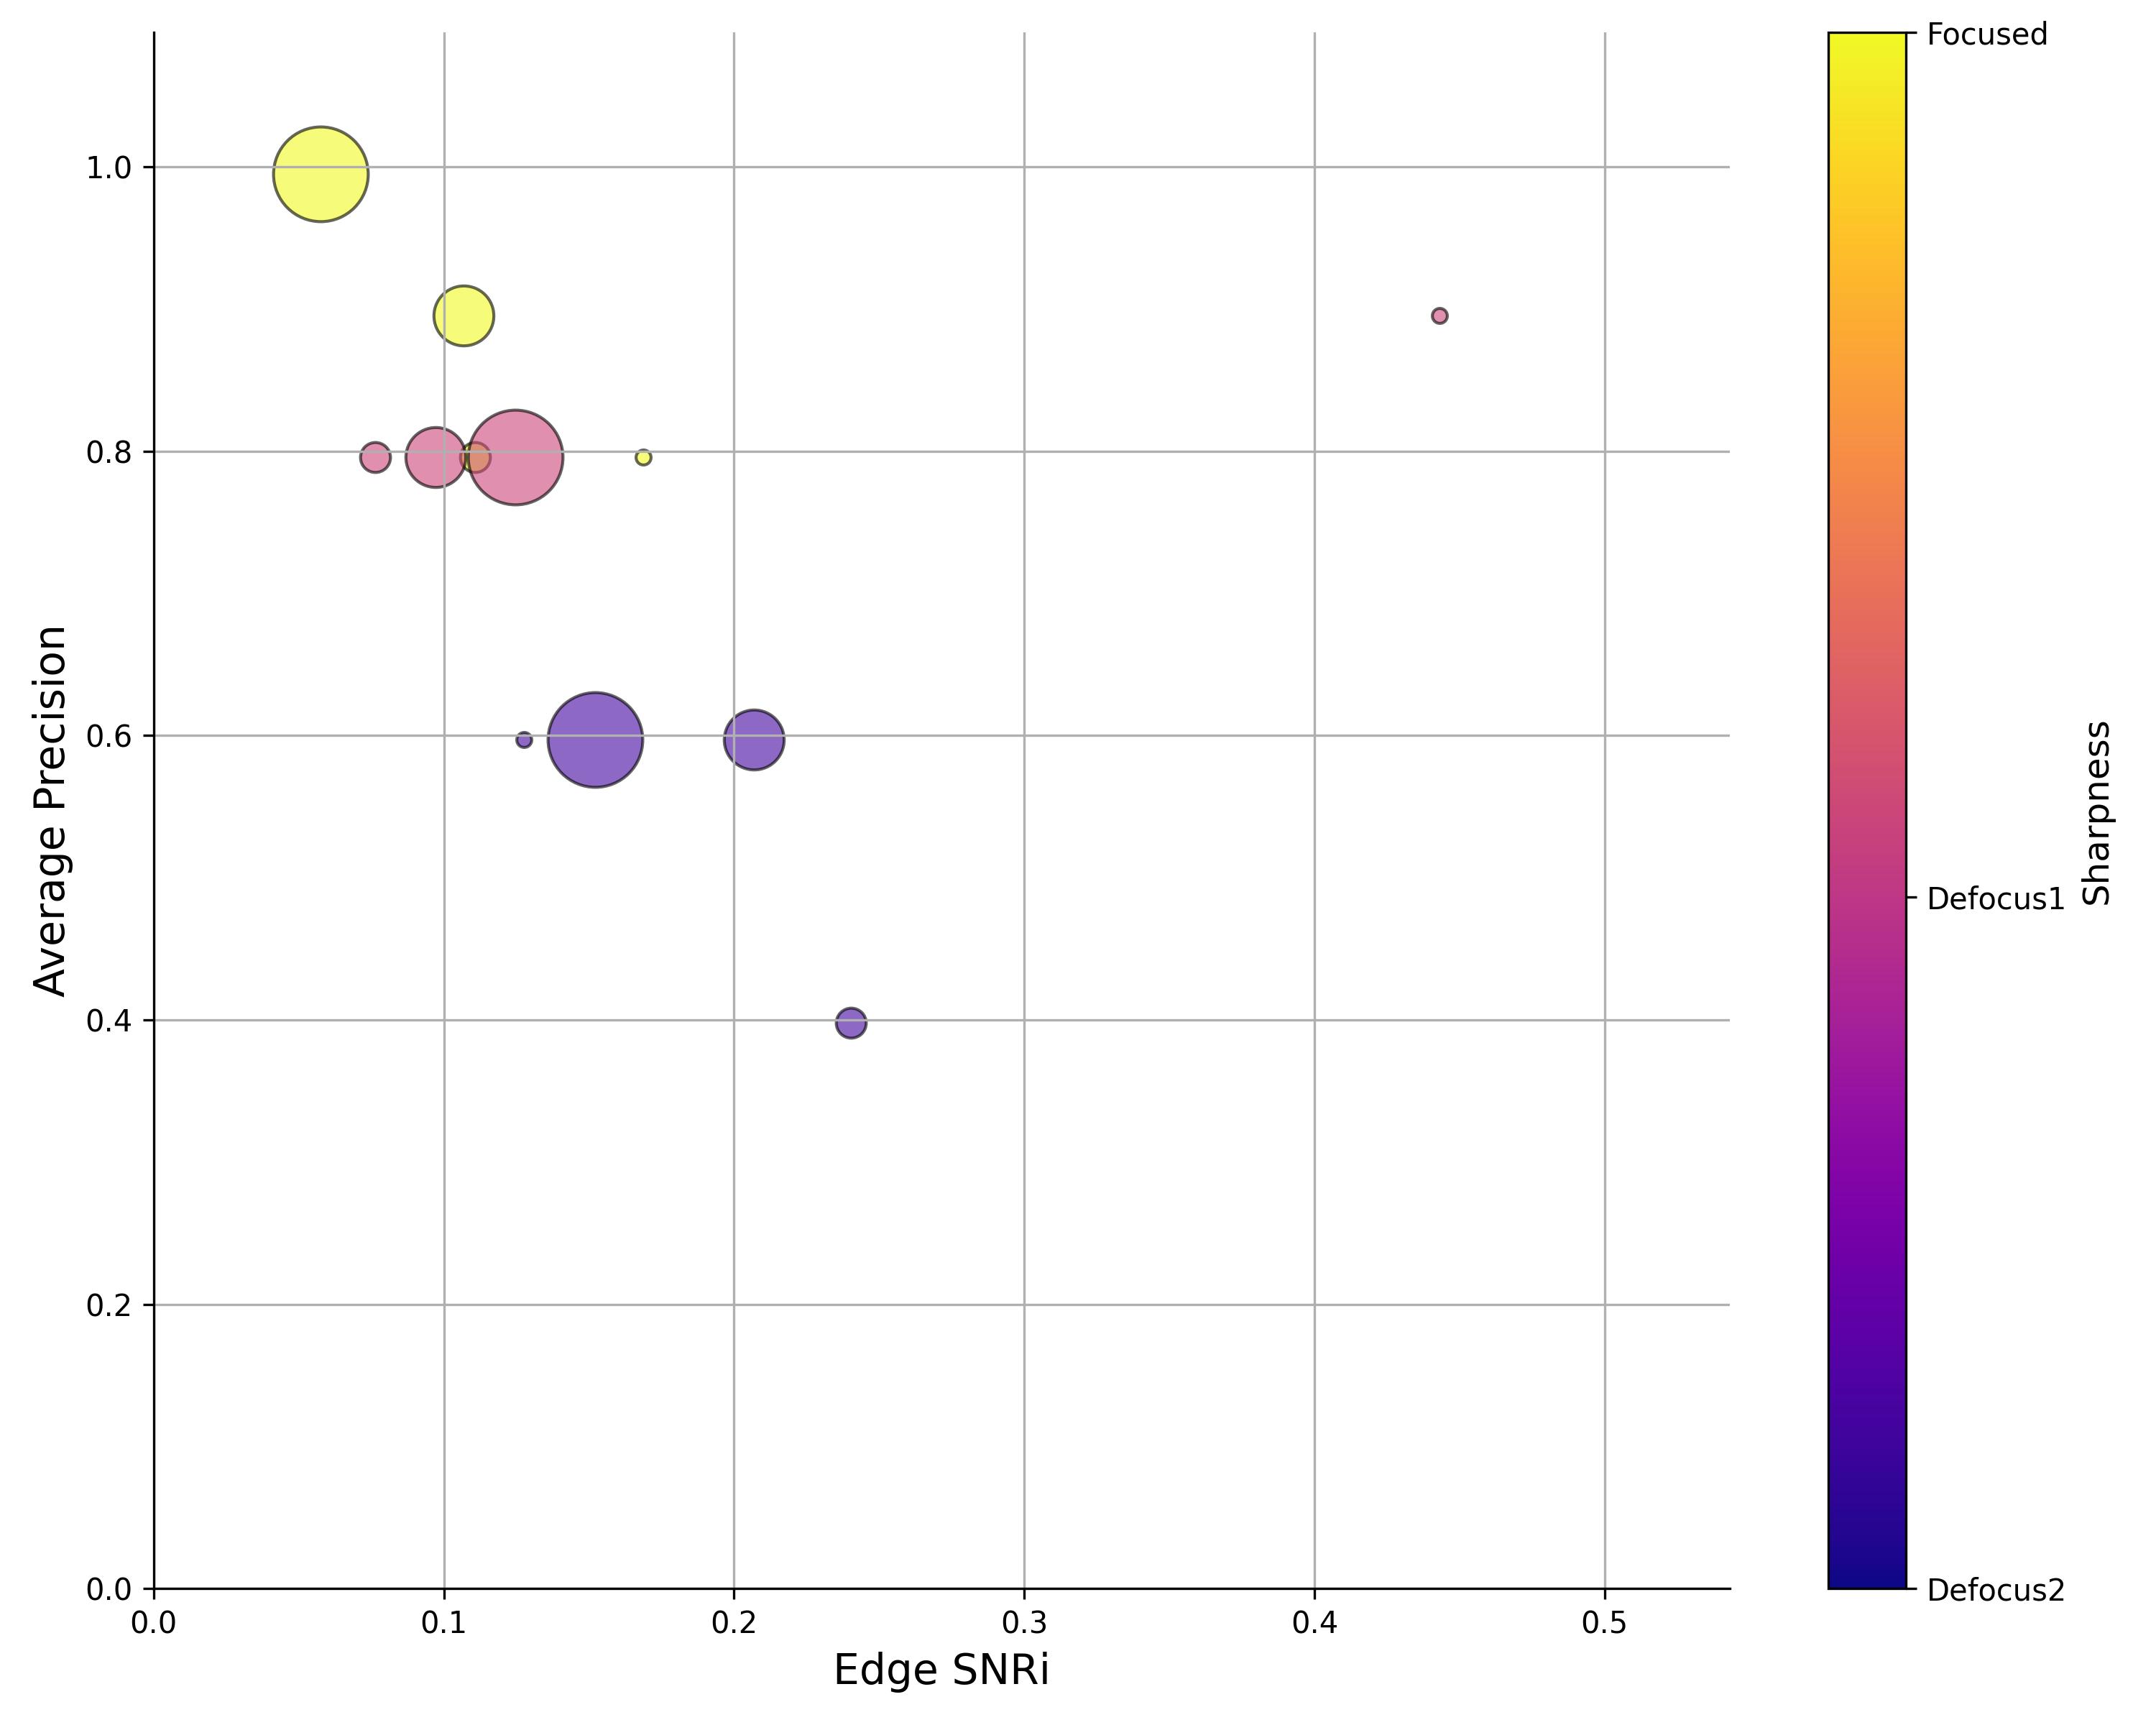 Average Precision
1.0
0.8
0.6
0.4
0.2
0.0
0.0 0.1 0.2 0.3 0.4 0.5
Edge SNRi
Focused
Defocus1
Defocus2
Sharpness